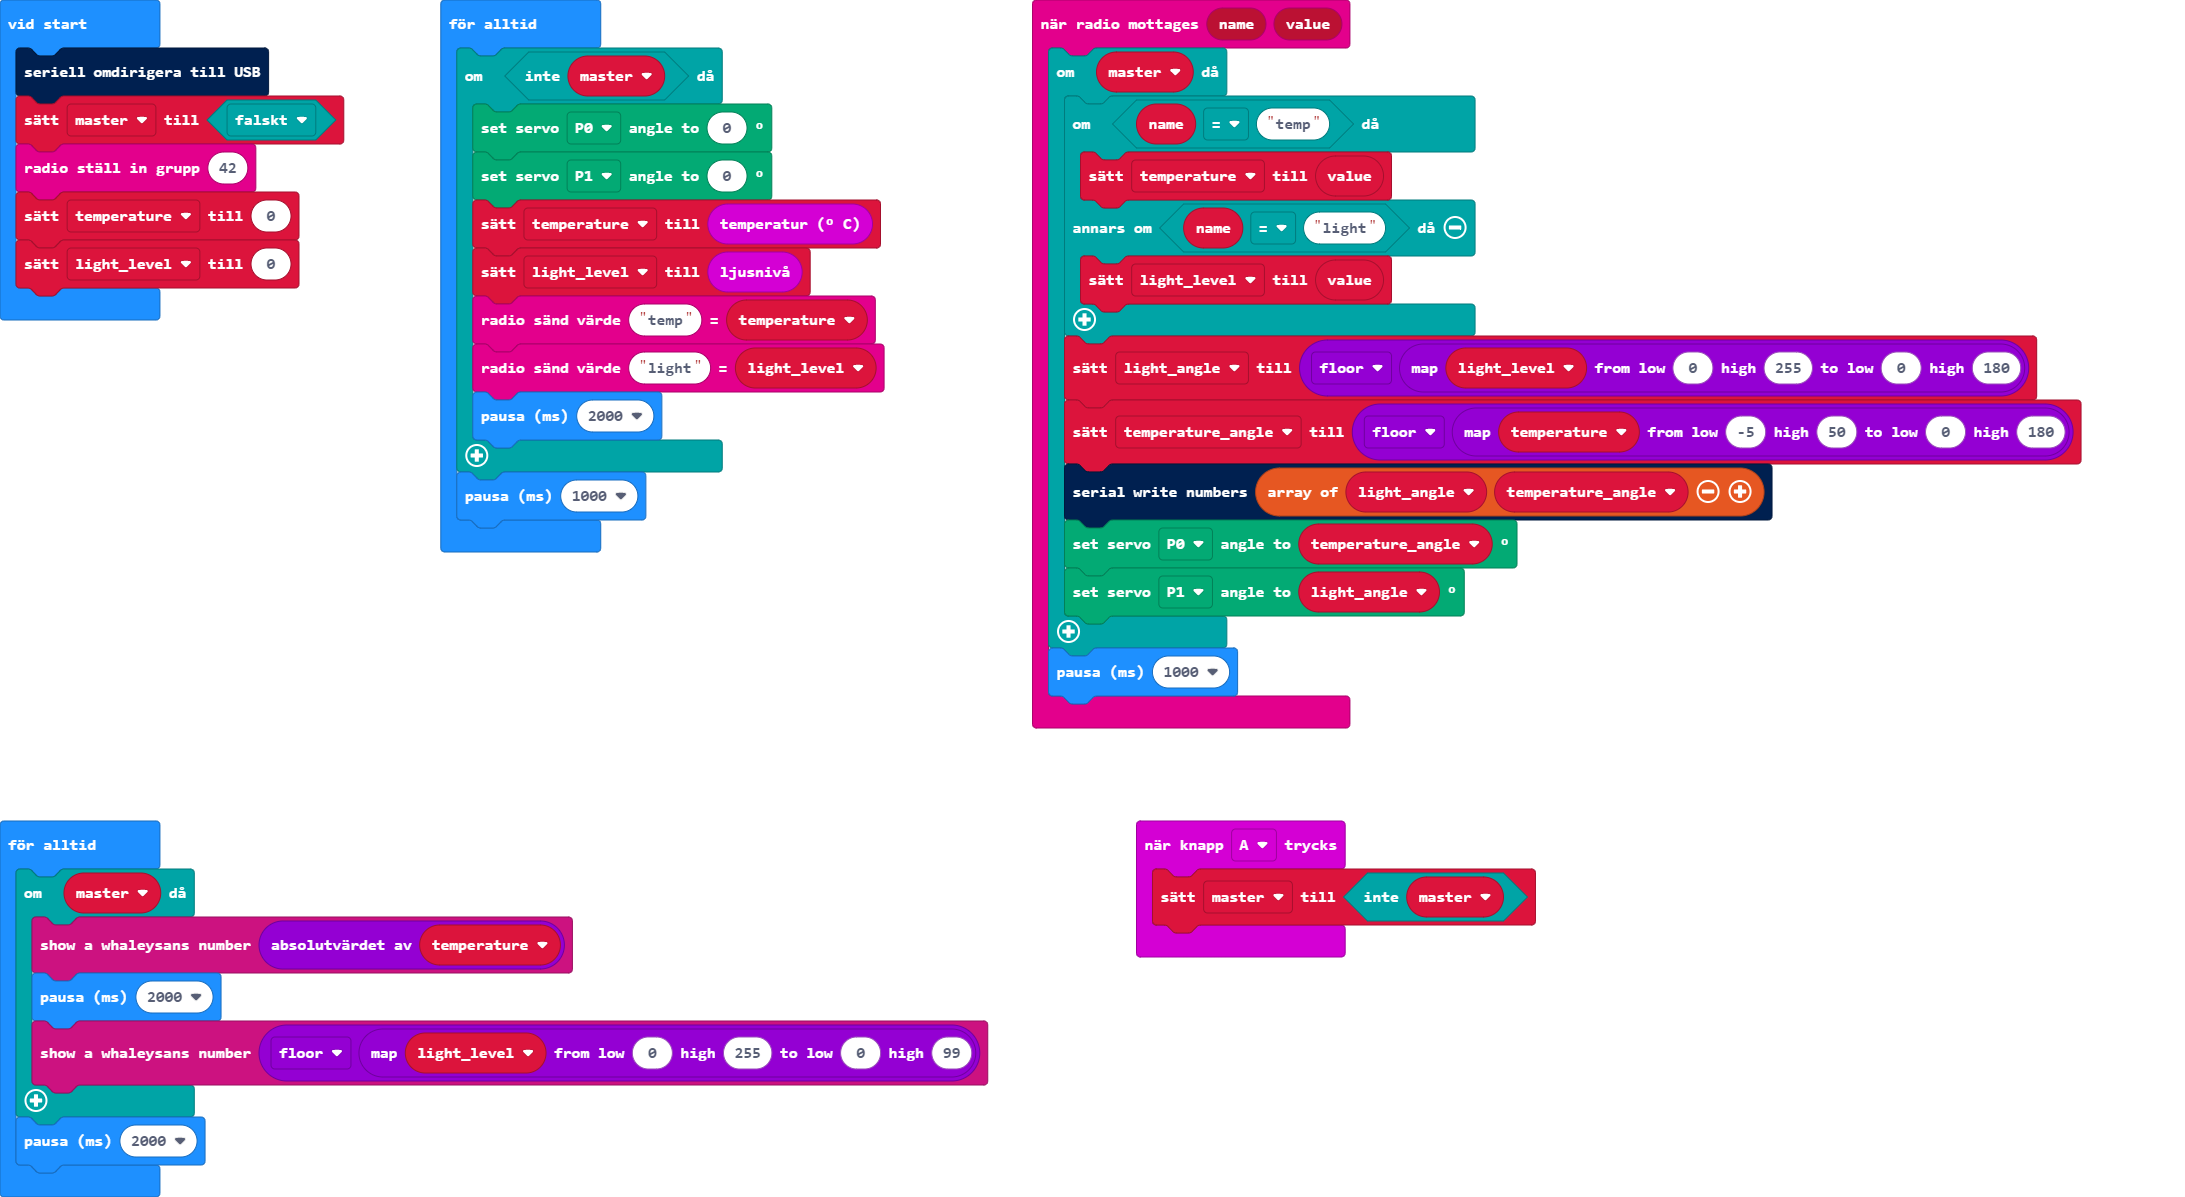 vid start
seriell omdirigera till USB
sätt master till falskt
radio ställ in grupp 42
sätt temperature till 0
sätt light_level till 0
för alltid
om inte master då
set servo P0 angle to 0 °
set servo P1 angle to 0 °
sätt temperature till temperatur (° C)
sätt light_level till ljusnivå
radio sänd värde "temp" = temperature
radio sänd värde "light" = light_level
pausa (ms) 2000
pausa (ms) 1000
när radio mottages name value
om master då
om name = "temp" då
sätt temperature till value
annars om name = "light" då
sätt light_level till value
sätt light_angle till floor map light_level from low 0 high 255 to low 0 high 180
sätt temperature_angle till floor map temperature from low -5 high 50 to low 0 high 180
serial write numbers array of light_angle temperature_angle
set servo P0 angle to temperature_angle °
set servo P1 angle to light_angle °
pausa (ms) 1000
för alltid
om master då
show a whaleysans number absolutvärdet av temperature
pausa (ms) 2000
show a whaleysans number floor map light_level from low 0 high 255 to low 0 high 99
pausa (ms) 2000
när knapp A trycks
sätt master till inte master